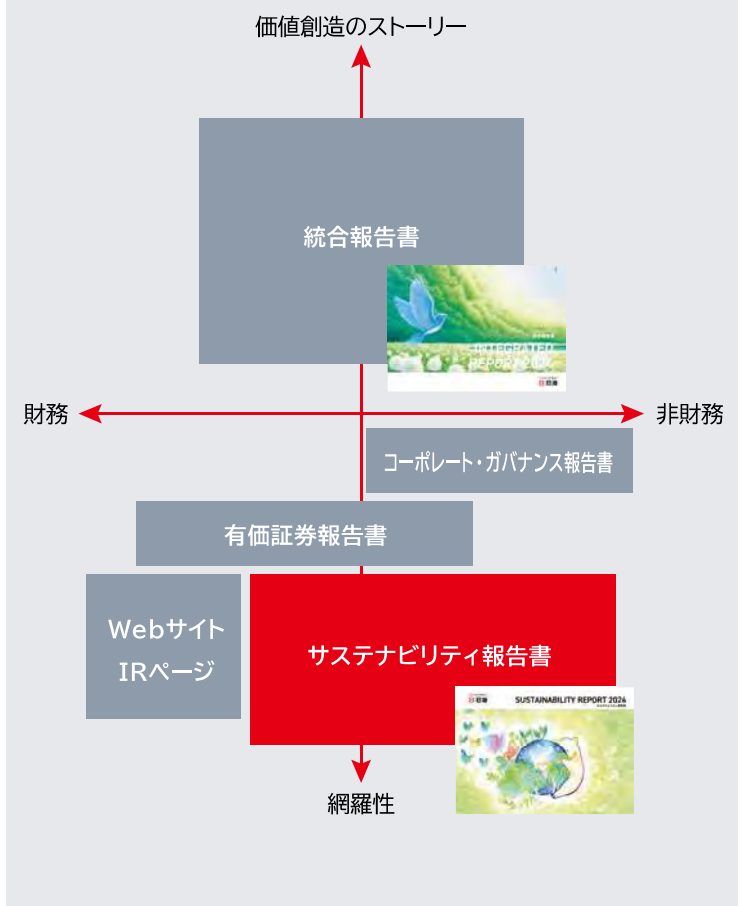 価値創造のストーリー
統合報告書
INTEGRATED
財務
非財務
コーポレート・ガバナンス報告書
有価証券報告書
Webサイト
IRページ
サステナビリティ報告書
SUSTAINABILITY REPORT 2026
網羅性